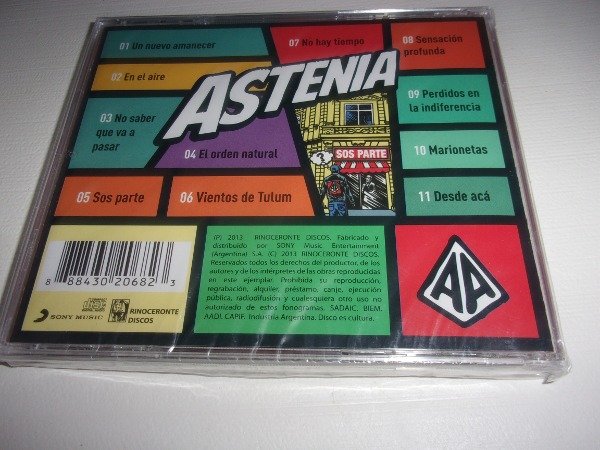 01 Un nuevo amanecer
02 En el aire
03 No saber
que va a
pasar
04 El orden natural
05 Sos parte
06 Vientos de Tulum
07 No hay tiempo
08 Sensación
profunda
09 Perdidos en
la indiferencia
10 Marionetas
11 Desde acá
ASTENIA
?
SOS PARTE
(P) 2013 RINOCERONTE DISCOS. Fabricado y
distribuido por SONY Music Entertainment
(Argentina) S.A. (C) 2013 RINOCERONTE DISCOS.
Reservados todos los derechos del productor, de los
autores y de los intérpretes de las obras reproducidas
en este ejemplar. Prohibida su reproducción,
regrabación, alquiler, préstamo, canje, ejecución
pública, radiodifusión y cualesquiera otro uso no
autorizado de estos fonogramas. SADAIC. BIEM.
AADI. CAPIF. Industria Argentina. Disco es cultura.
8 88430 20682 3
SONY MUSIC
RINOCERONTE
DISCOS
AA